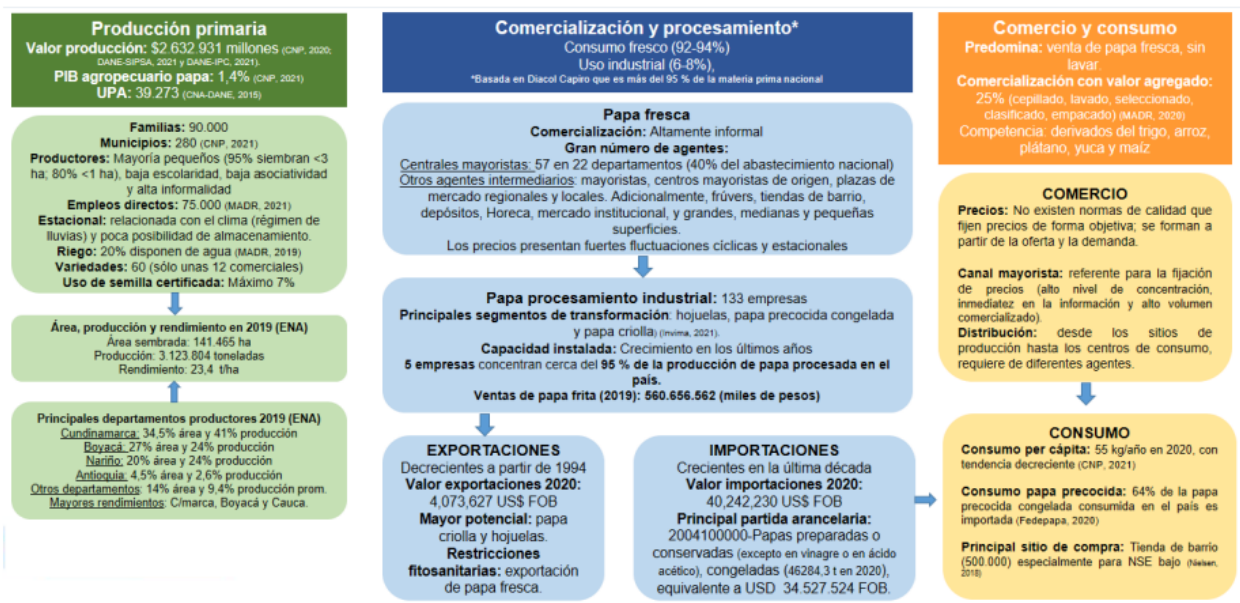 Producción primaria
Valor producción: $2.632.931 millones (CNP, 2020;
DANE-SIPSA, 2021 y DANE-IPC, 2021).
PIB agropecuario papa: 1,4% (CNP, 2021)
UPA: 39.273 (CNA-DANE, 2015)
Familias: 90.000
Municipios: 280 (CNP, 2021)
Productores: Mayoría pequeños (95% siembran <3
ha; 80% <1 ha), baja escolaridad, baja asociatividad
y alta informalidad
Empleos directos: 75.000 (MADR, 2021)
Estacional: relacionada con el clima (régimen de
lluvias) y poca posibilidad de almacenamiento.
Riego: 20% disponen de agua (MADR, 2019)
Variedades: 60 (sólo unas 12 comerciales)
Uso de semilla certificada: Máximo 7%
Área, producción y rendimiento en 2019 (ENA)
Área sembrada: 141.465 ha
Producción: 3.123.804 toneladas
Rendimiento: 23,4 t/ha
Principales departamentos productores 2019 (ENA)
Cundinamarca: 34,5% área y 41% producción
Boyacá: 27% área y 24% producción
Nariño: 20% área y 24% producción
Antioquia: 4,5% área y 2,6% producción
Otros departamentos: 14% área y 9,4% producción prom.
Mayores rendimientos: C/marca, Boyacá y Cauca.
Comercialización y procesamiento*
Consumo fresco (92-94%)
Uso industrial (6-8%),
*Basada en Diacol Capiro que es más del 95 % de la materia prima nacional
Papa fresca
Comercialización: Altamente informal
Gran número de agentes:
Centrales mayoristas: 57 en 22 departamentos (40% del abastecimiento nacional)
Otros agentes intermediarios: mayoristas, centros mayoristas de origen, plazas de
mercado regionales y locales. Adicionalmente, frúvers, tiendas de barrio,
depósitos, Horeca, mercado institucional, y grandes, medianas y pequeñas
superficies.
Los precios presentan fuertes fluctuaciones cíclicas y estacionales
Papa procesamiento industrial: 133 empresas
Principales segmentos de transformación: hojuelas, papa precocida congelada
y papa criolla) (Invima, 2021).
Capacidad instalada: Crecimiento en los últimos años
5 empresas concentran cerca del 95 % de la producción de papa procesada en el
país.
Ventas de papa frita (2019): 560.656.562 (miles de pesos)
EXPORTACIONES
Decrecientes a partir de 1994
Valor exportaciones 2020:
4,073,627 US$ FOB
Mayor potencial: papa
criolla y hojuelas.
Restricciones
fitosanitarias: exportación
de papa fresca.
IMPORTACIONES
Crecientes en la última década
Valor importaciones 2020:
40,242,230 US$ FOB
Principal partida arancelaria:
2004100000-Papas preparadas o
conservadas (excepto en vinagre o en ácido
acético), congeladas (46284,3 t en 2020),
equivalente a USD 34.527.524 FOB.
Comercio y consumo
Predomina: venta de papa fresca, sin
lavar.
Comercialización con valor agregado:
25% (cepillado, lavado, seleccionado,
clasificado, empacado) (MADR, 2020)
Competencia: derivados del trigo, arroz,
plátano, yuca y maíz
COMERCIO
Precios: No existen normas de calidad que
fijen precios de forma objetiva; se forman a
partir de la oferta y la demanda.
Canal mayorista: referente para la fijación
de precios (alto nivel de concentración,
inmediatez en la información y alto volumen
comercializado).
Distribución: desde los sitios de
producción hasta los centros de consumo,
requiere de diferentes agentes.
CONSUMO
Consumo per cápita: 55 kg/año en 2020, con
tendencia decreciente (CNP, 2021)
Consumo papa precocida: 64% de la papa
precocida congelada consumida en el país es
importada (Fedepapa, 2020)
Principal sitio de compra: Tienda de barrio
(500.000) especialmente para NSE bajo (Nielsen,
2018)